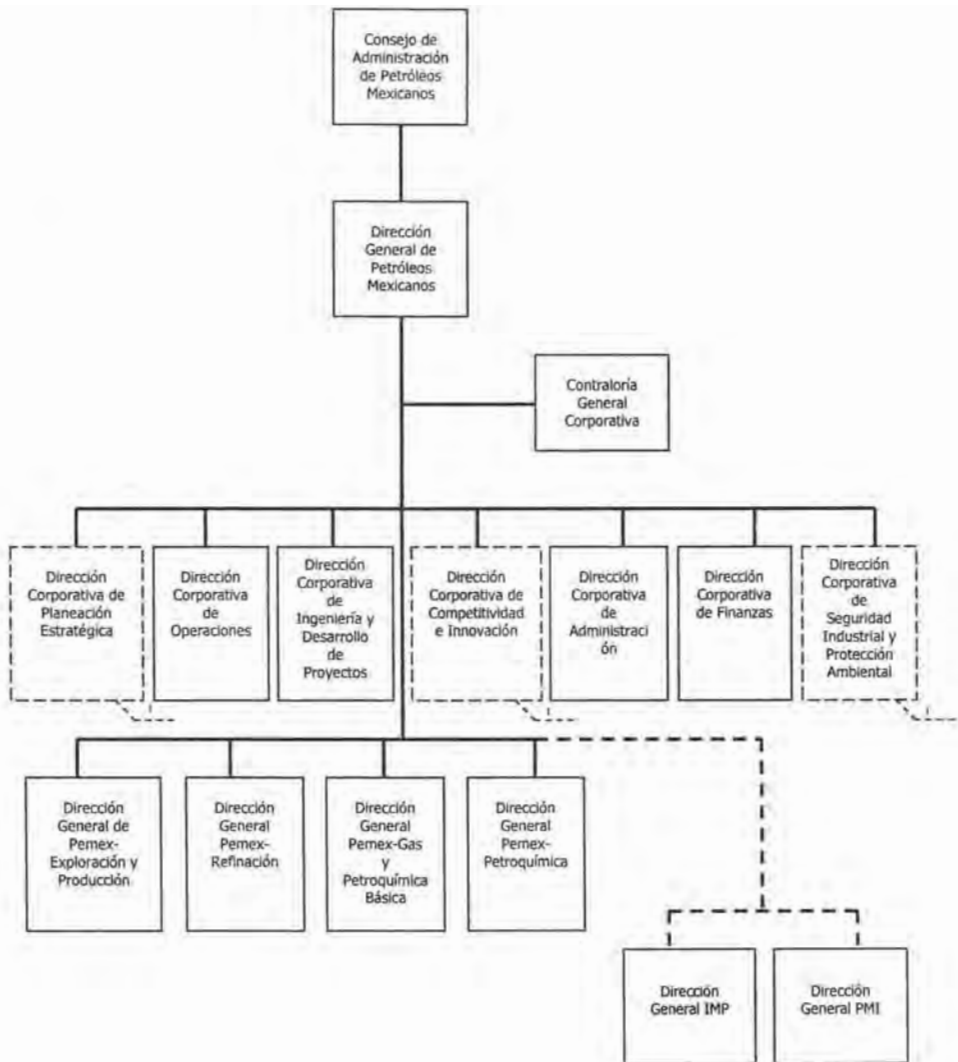 Consejo de
Administración
de Petróleos
Mexicanos
Dirección
General de
Petróleos
Mexicanos
Contraloría
General
Corporativa
Dirección
Corporativa de
Planeación
Estratégica
Dirección
Corporativa
de
Operaciones
Dirección
Corporativa
de
Ingeniería y
Desarrollo
de
Proyectos
Dirección
Corporativa de
Competitividad
e Innovación
Dirección
Corporativa
de
Administraci
ón
Dirección
Corporativa
de Finanzas
Dirección
Corporativa
de
Seguridad
Industrial y
Protección
Ambiental
Dirección
General de
Pemex-
Exploración y
Producción
Dirección
General
Pemex-
Refinación
Dirección
General
Pemex-Gas
y
Petroquímica
Básica
Dirección
General
Pemex-
Petroquímica
Dirección
General IMP
Dirección
General PMI